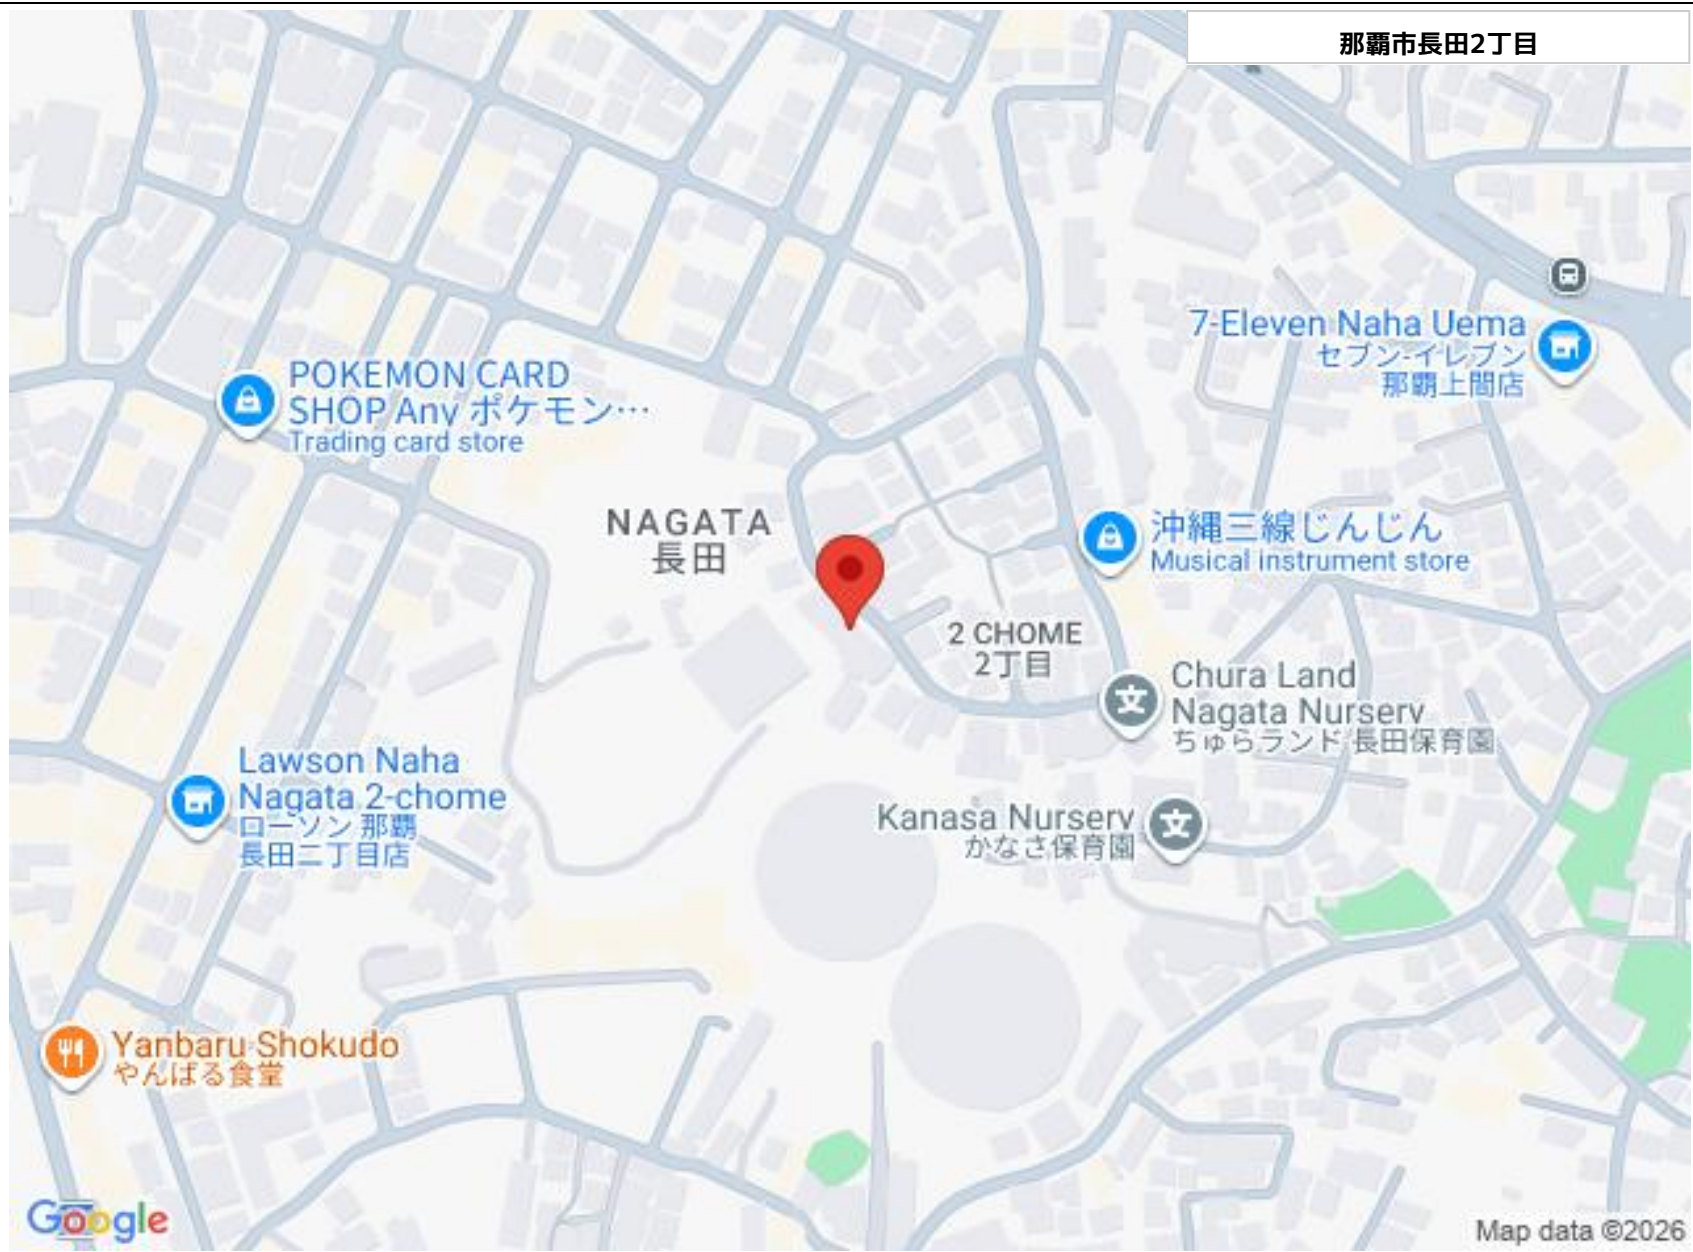 那覇市長田2丁目
7-Eleven Naha Uema
セブン-イレブン
那覇上間店
POKEMON CARD
SHOP Any ポケモン…
Trading card store
NAGATA
長田
沖縄三線じんじん
Musical instrument store
2 CHOME
2丁目
Chura Land
Nagata Nursery
ちゅらランド 長田保育園
Lawson Naha
Nagata 2-chome
ローソン 那覇
長田二丁目店
Kanasa Nursery
かなさ保育園
Yanbaru Shokudo
やんばる食堂
Google
Map data ©2026